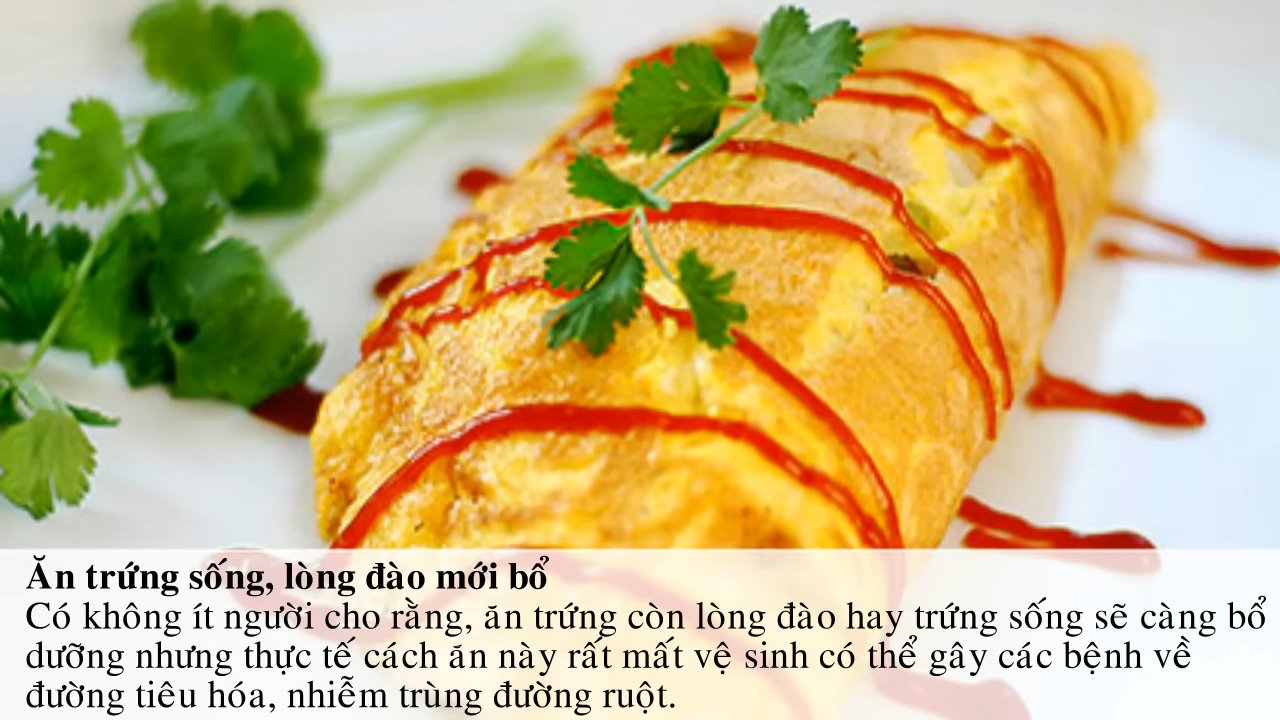 Ăn trứng sống, lòng đào mới bổ
Có không ít người cho rằng, ăn trứng còn lòng đào hay trứng sống sẽ càng bổ
dưỡng nhưng thực tế cách ăn này rất mất vệ sinh có thể gây các bệnh về
đường tiêu hóa, nhiễm trùng đường ruột.